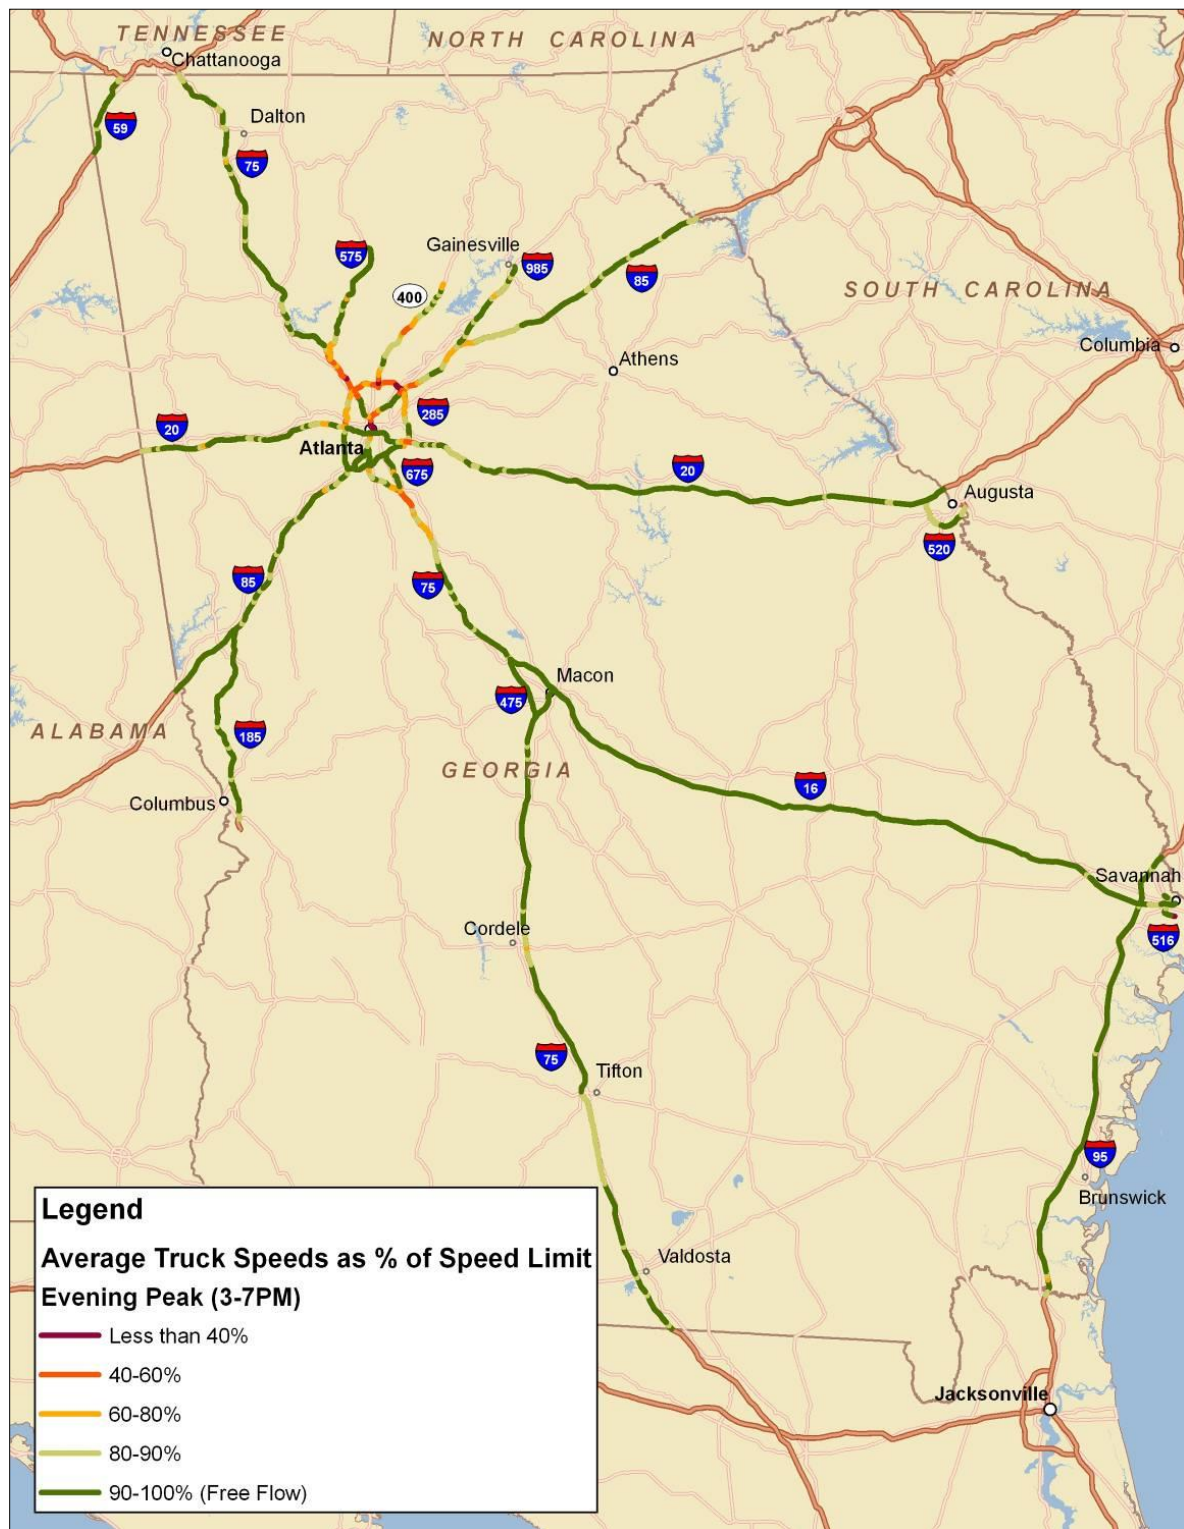 TENNESSEE
NORTH CAROLINA
Chattanooga
Dalton
59
75
575
Gainesville
985
85
400
SOUTH CAROLINA
Columbia
Athens
285
20
Atlanta
675
20
Augusta
520
85
75
Macon
475
ALABAMA
185
GEORGIA
16
Columbus
Savannah
516
Cordele
75
Tifton
95
Brunswick
Valdosta
Jacksonville
Legend
Average Truck Speeds as % of Speed Limit
Evening Peak (3-7PM)
Less than 40%
40-60%
60-80%
80-90%
90-100% (Free Flow)